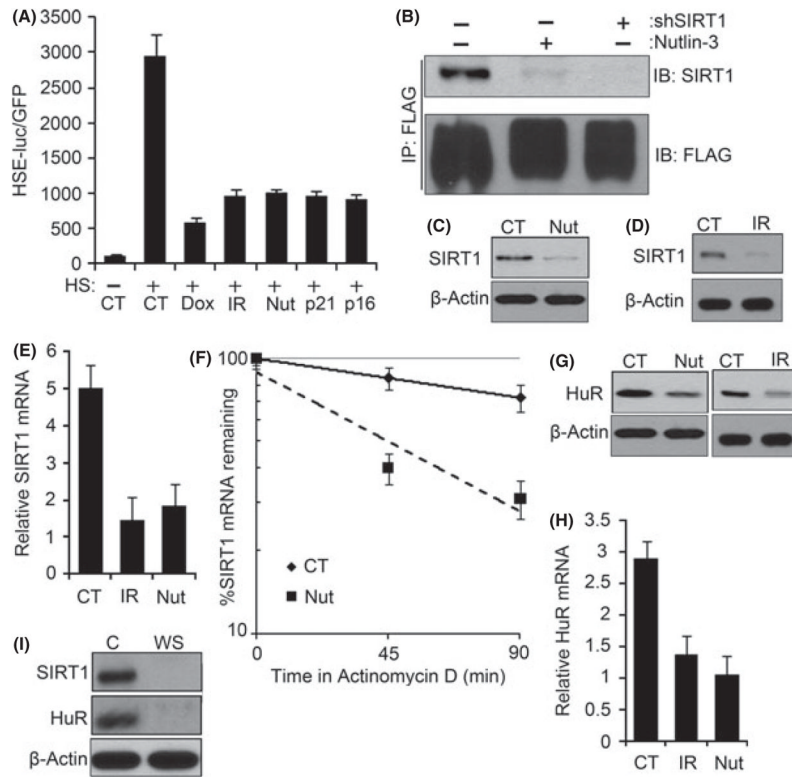 (A)
HSE-luc/GFP
3500
3000
2500
2000
1500
1000
500
0
HS: – + + + + + +
CT CT Dox IR Nut p21 p16
(B)
– – + :shSIRT1
– + – :Nutlin-3
IP: FLAG
IB: SIRT1
IB: FLAG
(C)
CT Nut
SIRT1
β-Actin
(D)
CT IR
SIRT1
β-Actin
(E)
Relative SIRT1 mRNA
6
5
4
3
2
1
0
CT IR Nut
(F)
%SIRT1 mRNA remaining
100
10
CT
Nut
0 45 90
Time in Actinomycin D (min)
(G)
CT Nut CT IR
HuR
β-Actin
(H)
Relative HuR mRNA
3.5
3
2.5
2
1.5
1
0.5
0
CT IR Nut
(I)
C WS
SIRT1
HuR
β-Actin